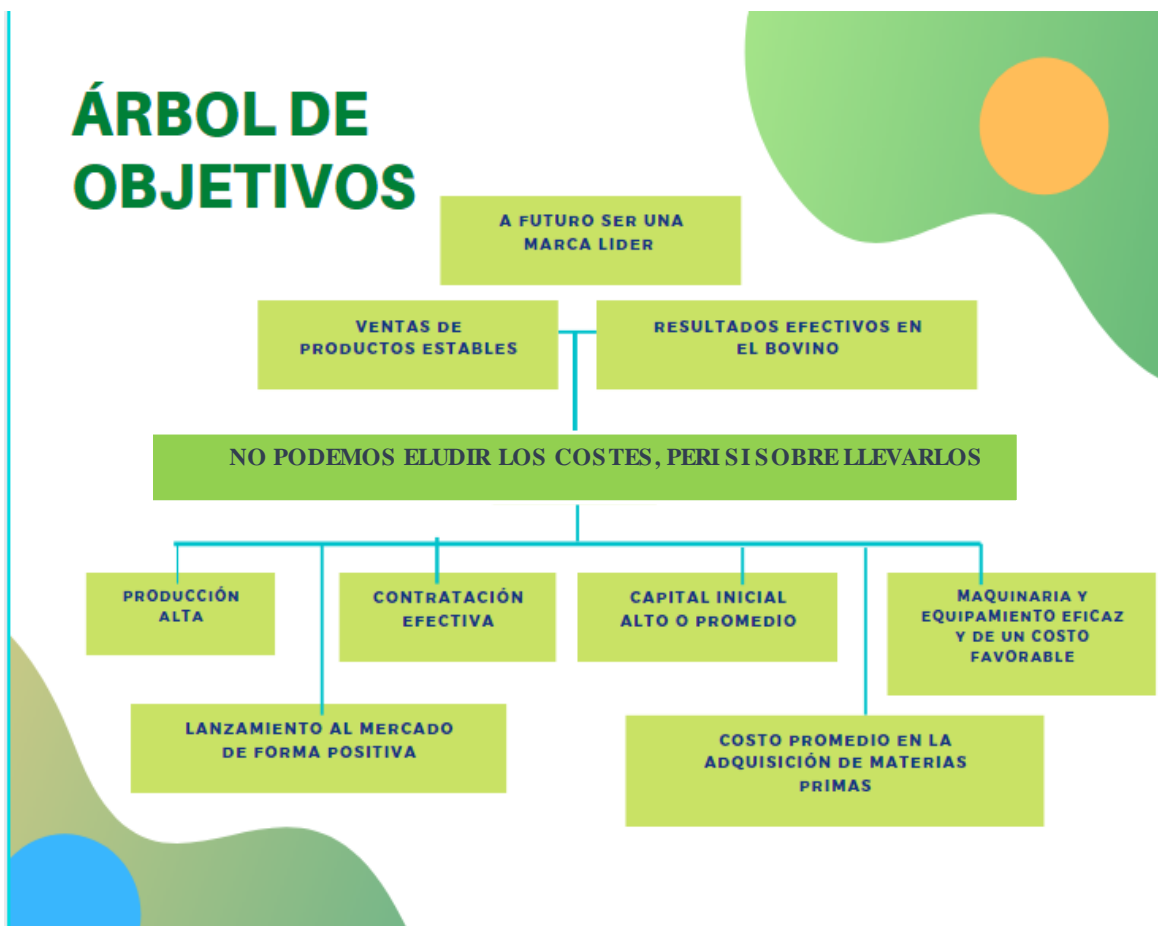 ÁRBOL DE
OBJETIVOS
A FUTURO SER UNA
MARCA LIDER
VENTAS DE
PRODUCTOS ESTABLES
RESULTADOS EFECTIVOS EN
EL BOVINO
NO PODEMOS ELUDIR LOS COSTES, PERI SI SOBRE LLEVARLOS
PRODUCCIÓN
ALTA
CONTRATACIÓN
EFECTIVA
CAPITAL INICIAL
ALTO O PROMEDIO
MAQUINARIA Y
EQUIPAMIENTO EFICAZ
Y DE UN COSTO
FAVORABLE
LANZAMIENTO AL MERCADO
DE FORMA POSITIVA
COSTO PROMEDIO EN LA
ADQUISICIÓN DE MATERIAS
PRIMAS